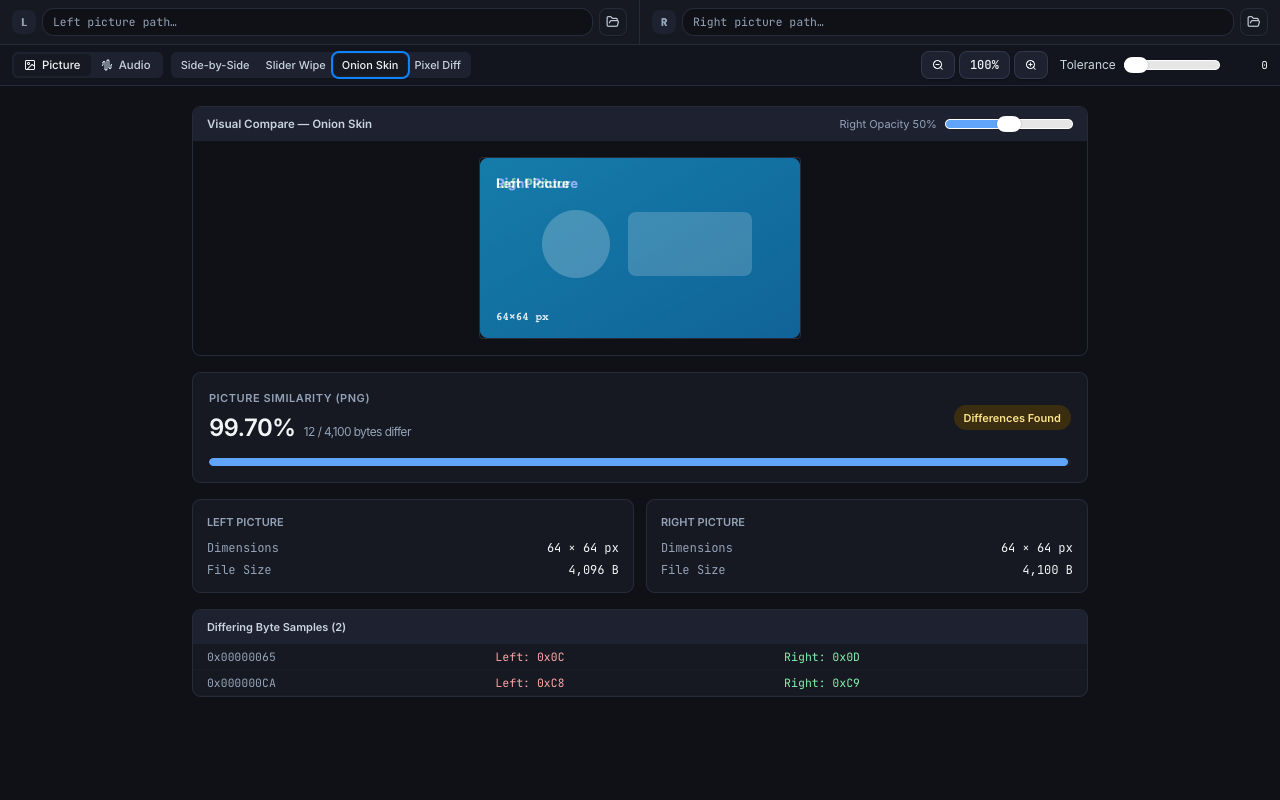 L Left picture path… R Right picture path…
Picture Audio Side-by-Side Slider Wipe Onion Skin Pixel Diff 100% Tolerance 0
Visual Compare — Onion Skin Right Opacity 50%
Left Picture
Right Picture
64×64 px
PICTURE SIMILARITY (PNG)
99.70% 12 / 4,100 bytes differ
Differences Found
LEFT PICTURE
Dimensions 64 × 64 px
File Size 4,096 B
RIGHT PICTURE
Dimensions 64 × 64 px
File Size 4,100 B
Differing Byte Samples (2)
0x00000065 Left: 0x0C Right: 0x0D
0x000000CA Left: 0xC8 Right: 0xC9